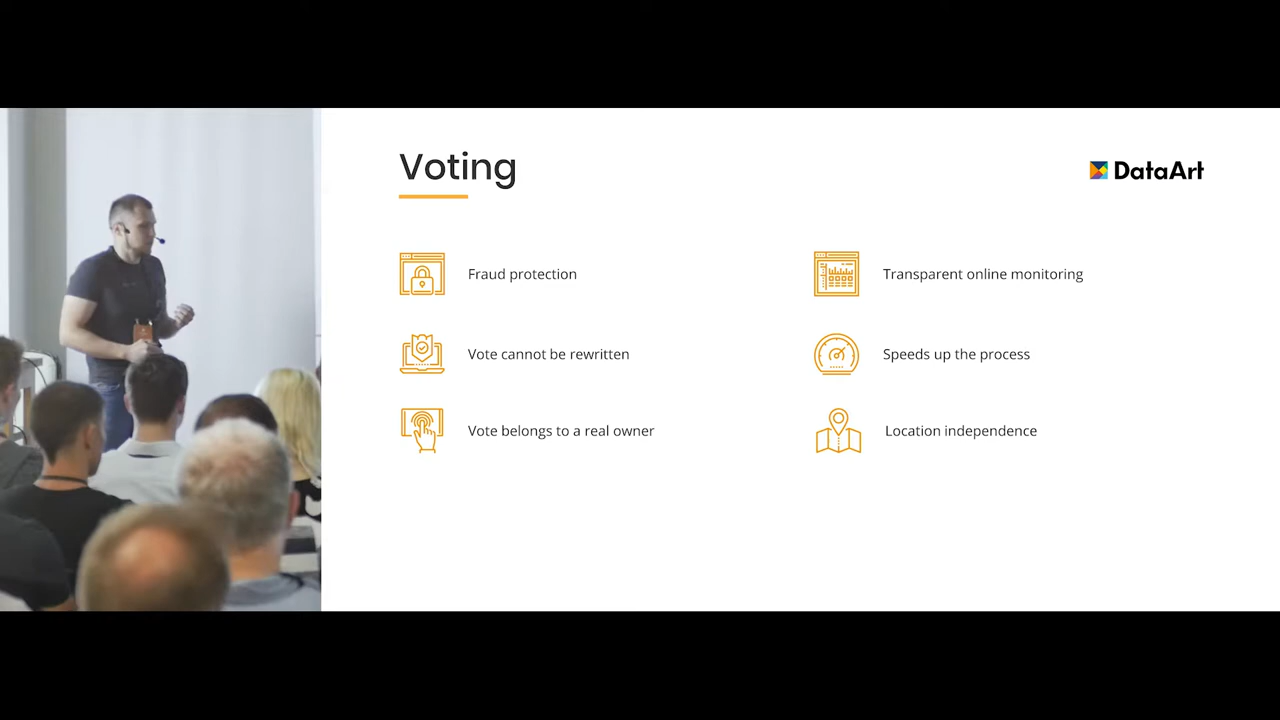 Voting
DataArt
Fraud protection
Transparent online monitoring
Vote cannot be rewritten
Speeds up the process
Vote belongs to a real owner
Location independence